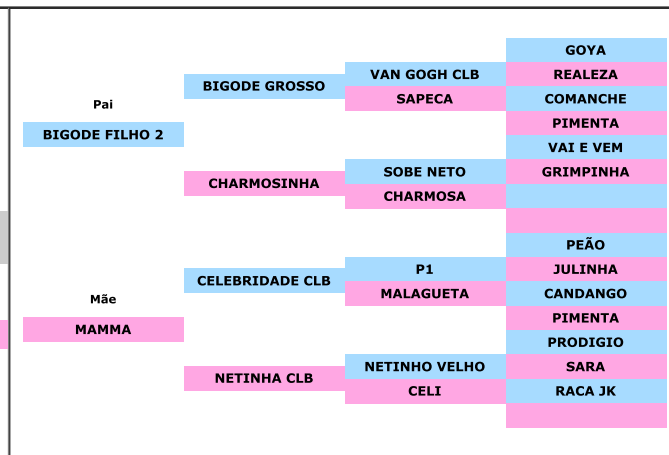 GOYA
VAN GOGH CLB
REALEZA
BIGODE GROSSO
SAPECA
COMANCHE
Pai
PIMENTA
BIGODE FILHO 2
VAI E VEM
SOBE NETO
GRIMPINHA
CHARMOSINHA
CHARMOSA
PEÃO
P1
JULINHA
CELEBRIDADE CLB
MALAGUETA
CANDANGO
Mãe
PIMENTA
MAMMA
PRODIGIO
NETINHO VELHO
SARA
NETINHA CLB
CELI
RACA JK